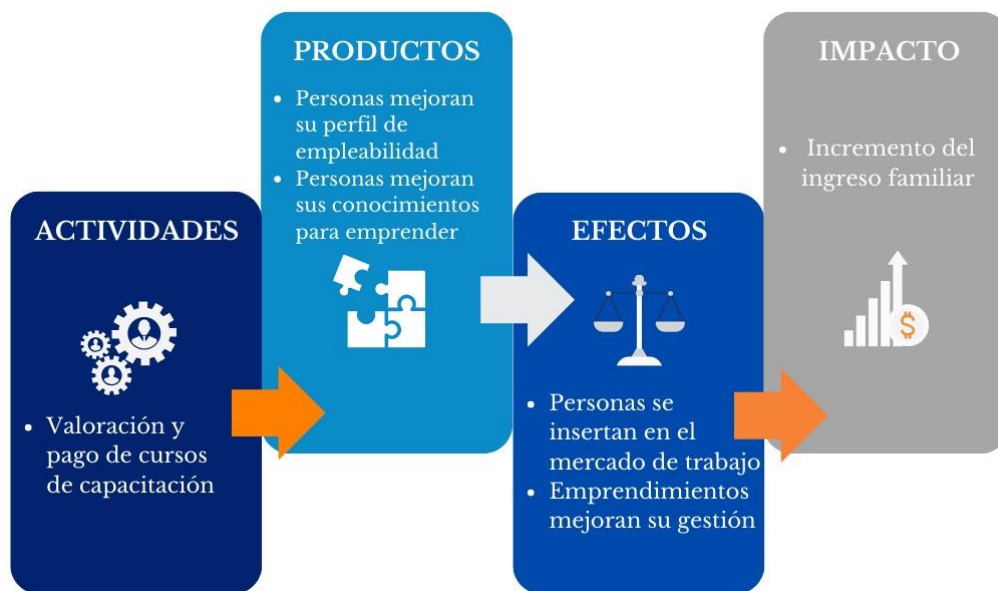 ACTIVIDADES
• Valoración y
pago de cursos
de capacitación
PRODUCTOS
• Personas mejoran
su perfil de
empleabilidad
• Personas mejoran
sus conocimientos
para emprender
EFECTOS
• Personas se
insertan en el
mercado de trabajo
• Emprendimientos
mejoran su gestión
IMPACTO
• Incremento del
ingreso familiar
$